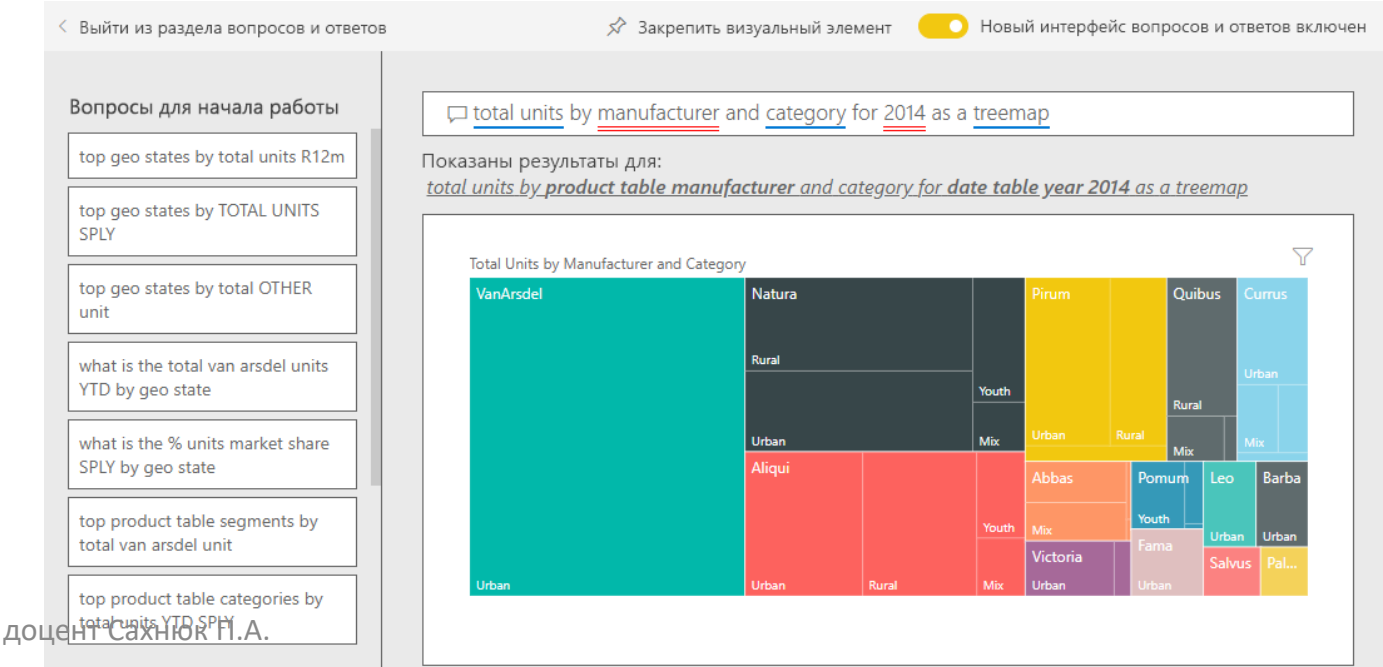 Выйти из раздела вопросов и ответов
Закрепить визуальный элемент
Новый интерфейс вопросов и ответов включен
Вопросы для начала работы
top geo states by total units R12m
top geo states by TOTAL UNITS
SPLY
top geo states by total OTHER
unit
what is the total van arsdel units
YTD by geo state
what is the % units market share
SPLY by geo state
top product table segments by
total van arsdel unit
top product table categories by
total units YTD SPLY
доцент Сахнюк П.А.
total units by manufacturer and category for 2014 as a treemap
Показаны результаты для:
total units by product table manufacturer and category for date table year 2014 as a treemap
Total Units by Manufacturer and Category
VanArsdel
Urban
Natura
Rural
Urban
Youth
Mix
Aliqui
Urban
Rural
Youth
Mix
Pirum
Urban
Rural
Quibus
Rural
Mix
Currus
Urban
Mix
Abbas
Mix
Victoria
Urban
Pomum
Youth
Fama
Urban
Leo
Urban
Barba
Urban
Salvus
Pal...